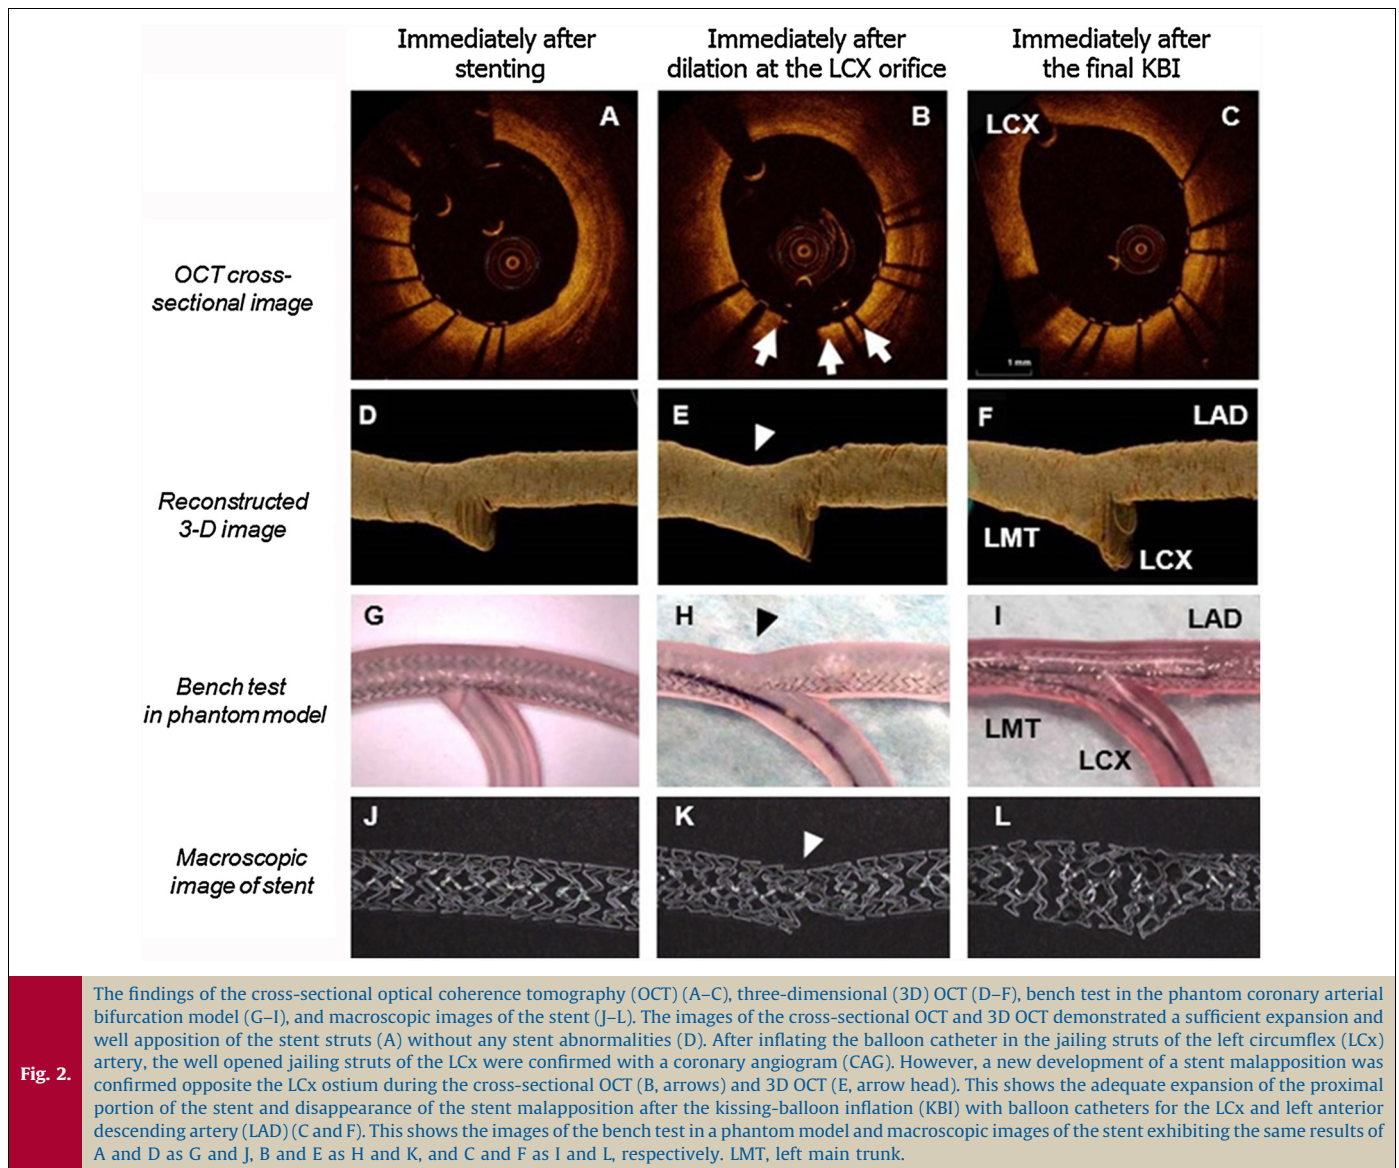 Immediately after
stenting
Immediately after
dilation at the LCX orifice
Immediately after
the final KBI
OCT cross-
sectional image
A
B
LCX
C
1 mm
Reconstructed
3-D image
D
E
F
LAD
LMT
LCX
Bench test
in phantom model
G
H
I
LAD
LMT
LCX
Macroscopic
image of stent
J
K
L
Fig. 2.
The findings of the cross-sectional optical coherence tomography (OCT) (A–C), three-dimensional (3D) OCT (D–F), bench test in the phantom coronary arterial
bifurcation model (G–I), and macroscopic images of the stent (J–L). The images of the cross-sectional OCT and 3D OCT demonstrated a sufficient expansion and
well apposition of the stent struts (A) without any stent abnormalities (D). After inflating the balloon catheter in the jailing struts of the left circumflex (LCx)
artery, the well opened jailing struts of the LCx were confirmed with a coronary angiogram (CAG). However, a new development of a stent malapposition was
confirmed opposite the LCx ostium during the cross-sectional OCT (B, arrows) and 3D OCT (E, arrow head). This shows the adequate expansion of the proximal
portion of the stent and disappearance of the stent malapposition after the kissing-balloon inflation (KBI) with balloon catheters for the LCx and left anterior
descending artery (LAD) (C and F). This shows the images of the bench test in a phantom model and macroscopic images of the stent exhibiting the same results of
A and D as G and J, B and E as H and K, and C and F as I and L, respectively. LMT, left main trunk.